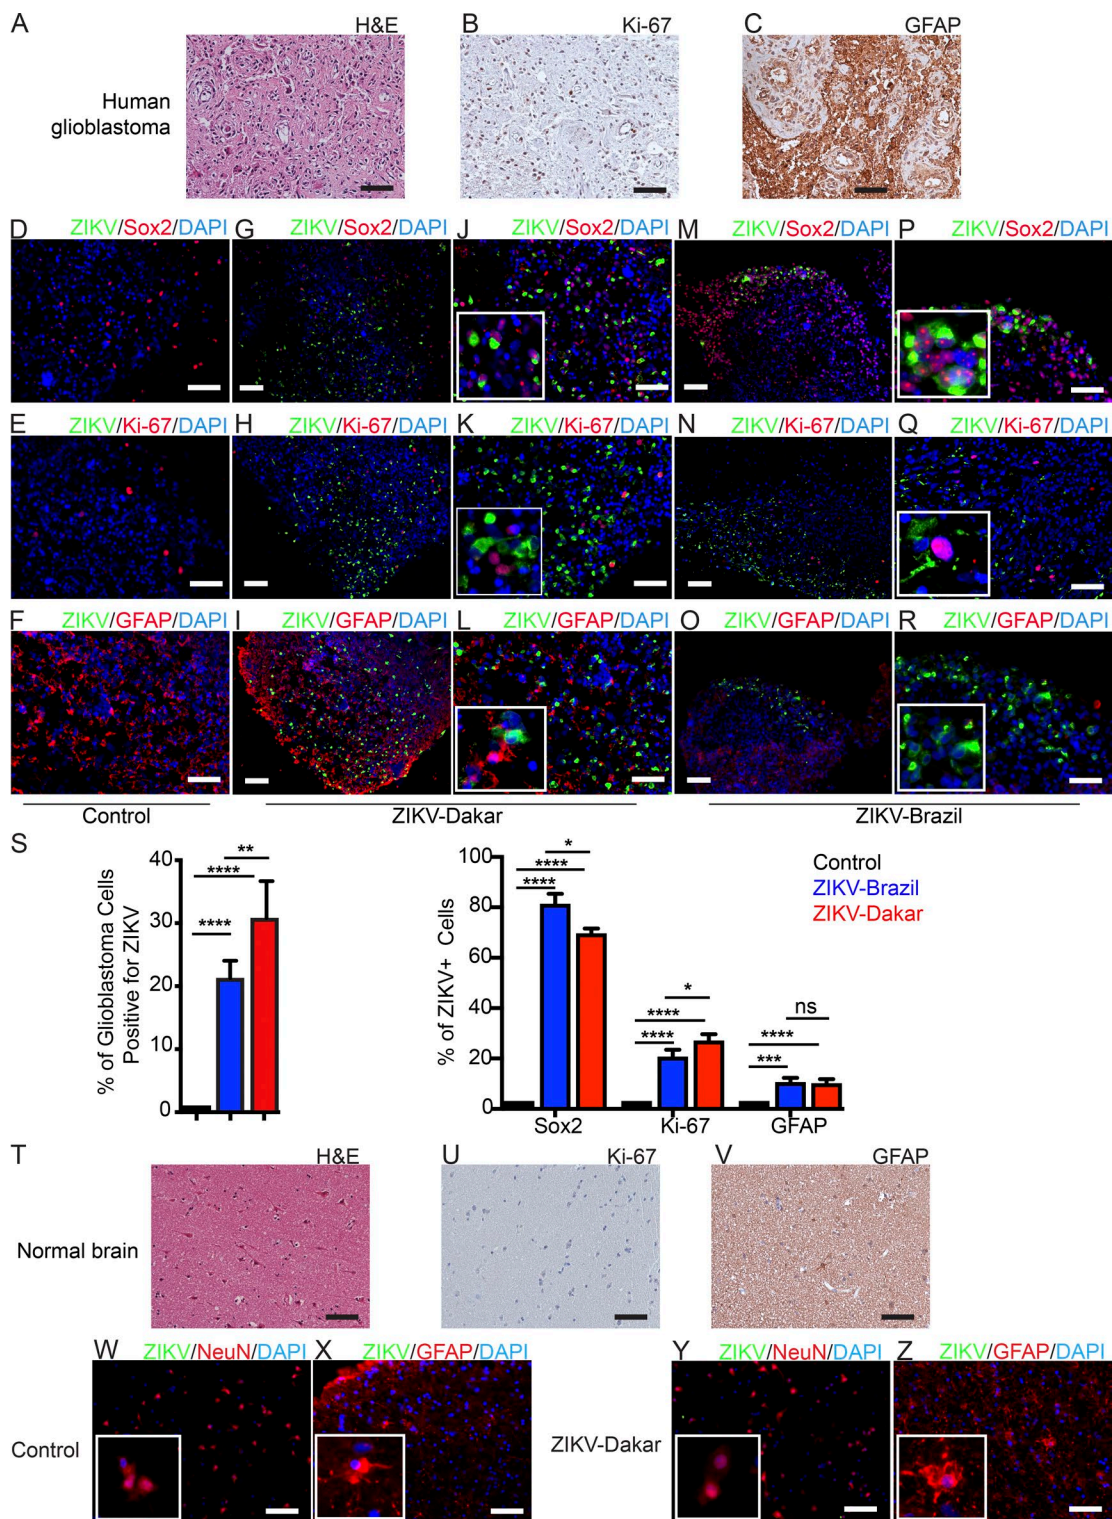 A H&E B Ki-67 C GFAP
Human
glioblastoma
D ZIKV/Sox2/DAPI G ZIKV/Sox2/DAPI J ZIKV/Sox2/DAPI M ZIKV/Sox2/DAPI P ZIKV/Sox2/DAPI
E ZIKV/Ki-67/DAPI H ZIKV/Ki-67/DAPI K ZIKV/Ki-67/DAPI N ZIKV/Ki-67/DAPI Q ZIKV/Ki-67/DAPI
F ZIKV/GFAP/DAPI I ZIKV/GFAP/DAPI L ZIKV/GFAP/DAPI O ZIKV/GFAP/DAPI R ZIKV/GFAP/DAPI
Control ZIKV-Dakar ZIKV-Brazil
S
% of Glioblastoma Cells
Positive for ZIKV
40
30
20
10
0
**
****
****
% of ZIKV+ Cells
100
80
60
40
20
0
*
****
****
*
****
****
ns
****
***
Sox2 Ki-67 GFAP
Control
ZIKV-Brazil
ZIKV-Dakar
T H&E U Ki-67 V GFAP
Normal brain
W ZIKV/NeuN/DAPI X ZIKV/GFAP/DAPI Y ZIKV/NeuN/DAPI Z ZIKV/GFAP/DAPI
Control ZIKV-Dakar